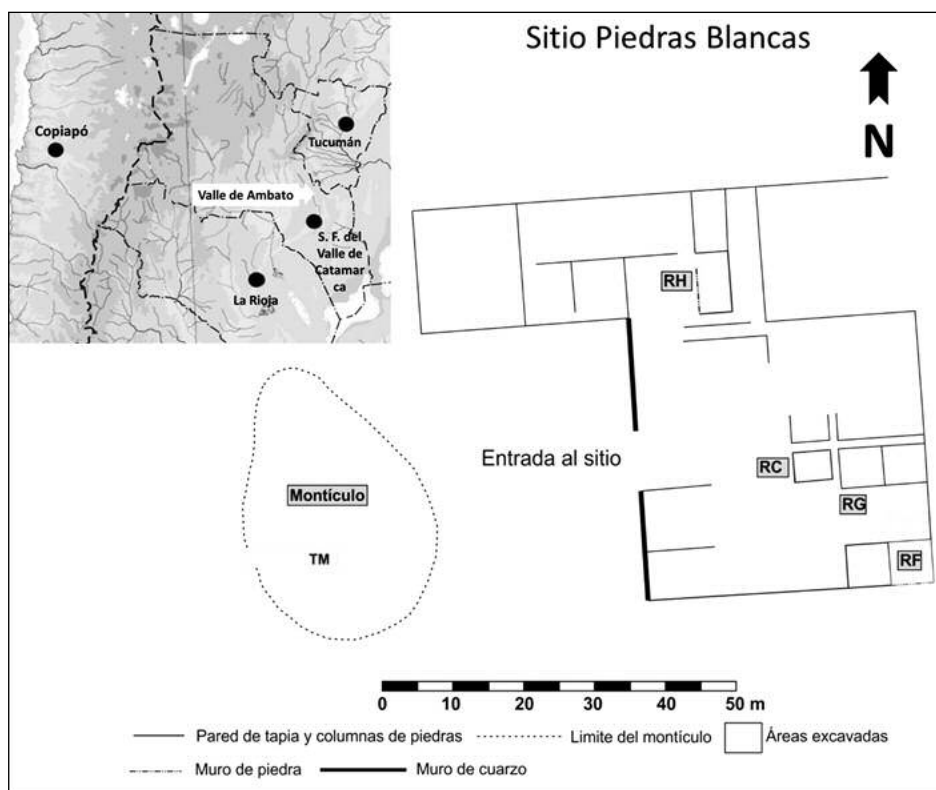 Sitio Piedras Blancas
N
Copiapó
Tucumán
Valle de Ambato
S. F. del
Valle de
Catamar
ca
La Rioja
RH
Entrada al sitio
RC
RG
RF
Montículo
TM
0 10 20 30 40 50 m
Pared de tapia y columnas de piedras
Limite del montículo
Áreas excavadas
Muro de piedra
Muro de cuarzo